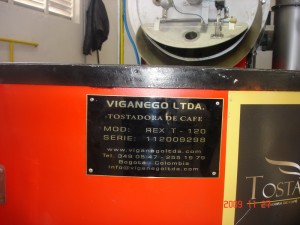 VIGANEGO LTDA.
TOSTADORA DE CAFE
MOD: REX T - 120
SERIE: 112009298
www.viganegoltda.com
Bogota - Colombia
info@viganegoltda.com
TOSTA
2009 11 27